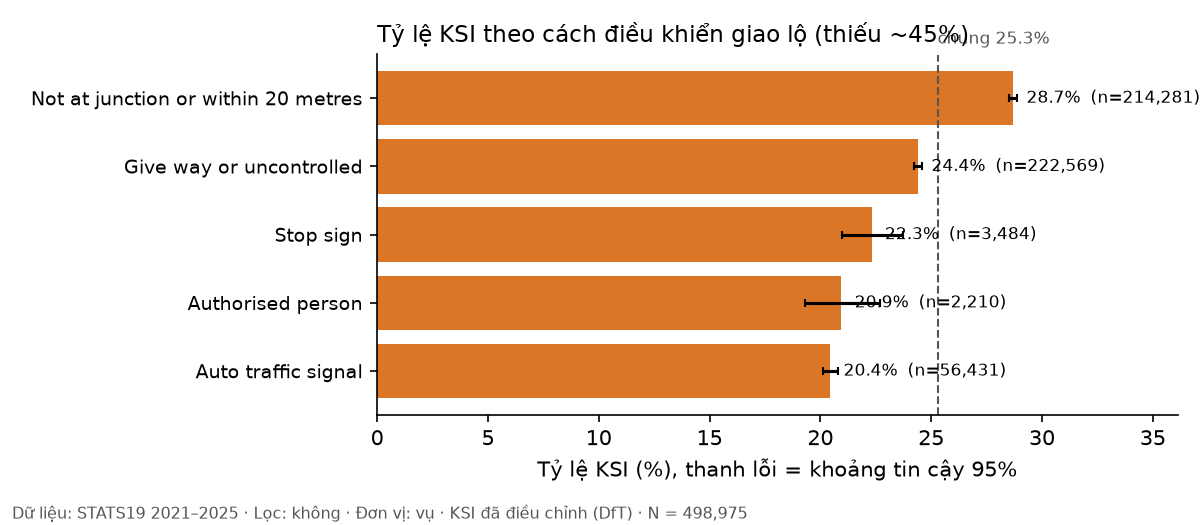 Tỷ lệ KSI theo cách điều khiển giao lộ (thiếu ~45%)
chung 25.3%
Not at junction or within 20 metres 28.7% (n=214,281)
Give way or uncontrolled 24.4% (n=222,569)
Stop sign 22.3% (n=3,484)
Authorised person 20.9% (n=2,210)
Auto traffic signal 20.4% (n=56,431)
0 5 10 15 20 25 30 35
Tỷ lệ KSI (%), thanh lỗi = khoảng tin cậy 95%
Dữ liệu: STATS19 2021–2025 · Lọc: không · Đơn vị: vụ · KSI đã điều chỉnh (DfT) · N = 498,975